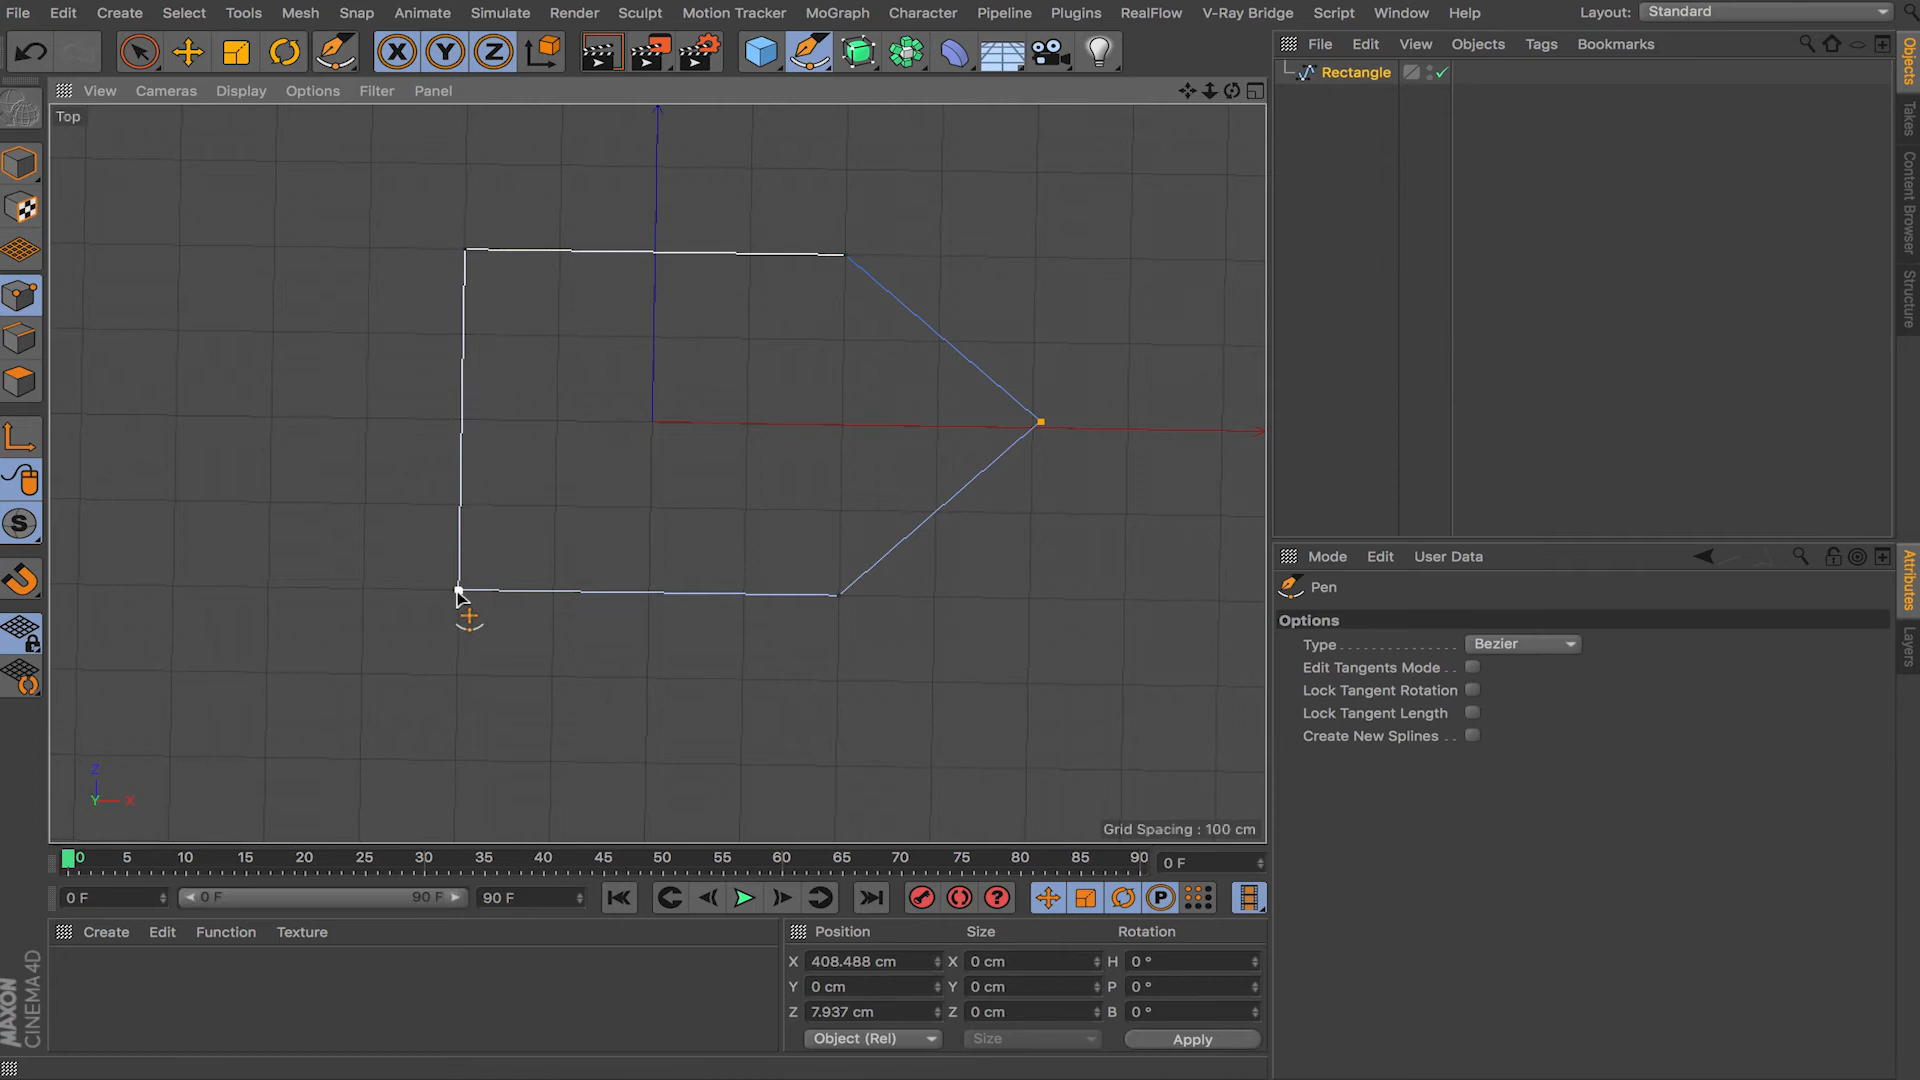 File Edit Create Select Tools Mesh Snap Animate Simulate Render Sculpt Motion Tracker MoGraph Character Pipeline Plugins RealFlow V-Ray Bridge Script Window Help Layout: Standard
X Y Z
File Edit View Objects Tags Bookmarks
Rectangle
View Cameras Display Options Filter Panel
Top
Objects
Takes
Content Browser
Structure
S
Mode Edit User Data
Pen
Options
Type Bezier
Edit Tangents Mode
Lock Tangent Rotation
Lock Tangent Length
Create New Splines
Attributes
Layers
Z
Y X
Grid Spacing : 100 cm
0 5 10 15 20 25 30 35 40 45 50 55 60 65 70 75 80 85 90 0 F
0 F 0 F 90 F 90 F ? P
Create Edit Function Texture
Position Size Rotation
X 408.488 cm X 0 cm H 0 °
Y 0 cm Y 0 cm P 0 °
Z 7.937 cm Z 0 cm B 0 °
Object (Rel) Size Apply
MAXON
CINEMA 4D